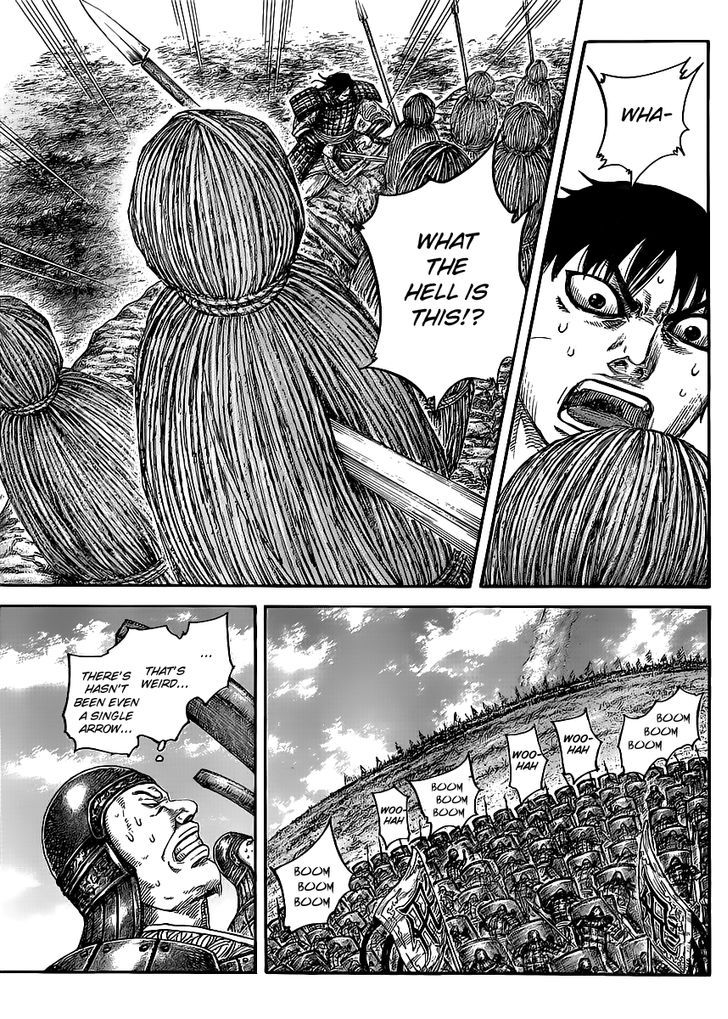 WHA-
WHAT
THE
HELL IS
THIS!?
BOOM
BOOM
BOOM
WOO-
HAH
WOO-
HAH
BOOM
BOOM
BOOM
WOO-
HAH
BOOM
BOOM
BOOM
...
THAT'S
WEIRD...
THERE'S
HASN'T
BEEN EVEN
A SINGLE
ARROW...